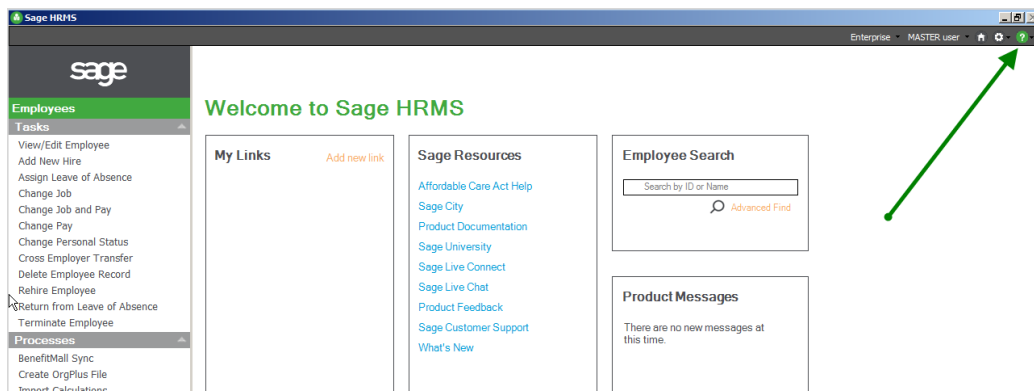 Sage HRMS
Enterprise MASTER user
sage
Employees
Tasks
View/Edit Employee
Add New Hire
Assign Leave of Absence
Change Job
Change Job and Pay
Change Pay
Change Personal Status
Cross Employer Transfer
Delete Employee Record
Rehire Employee
Return from Leave of Absence
Terminate Employee
Processes
BenefitMall Sync
Create OrgPlus File
Import Calculations
Welcome to Sage HRMS
My Links Add new link
Sage Resources
Affordable Care Act Help
Sage City
Product Documentation
Sage University
Sage Live Connect
Sage Live Chat
Product Feedback
Sage Customer Support
What's New
Employee Search
Search by ID or Name
Advanced Find
Product Messages
There are no new messages at
this time.